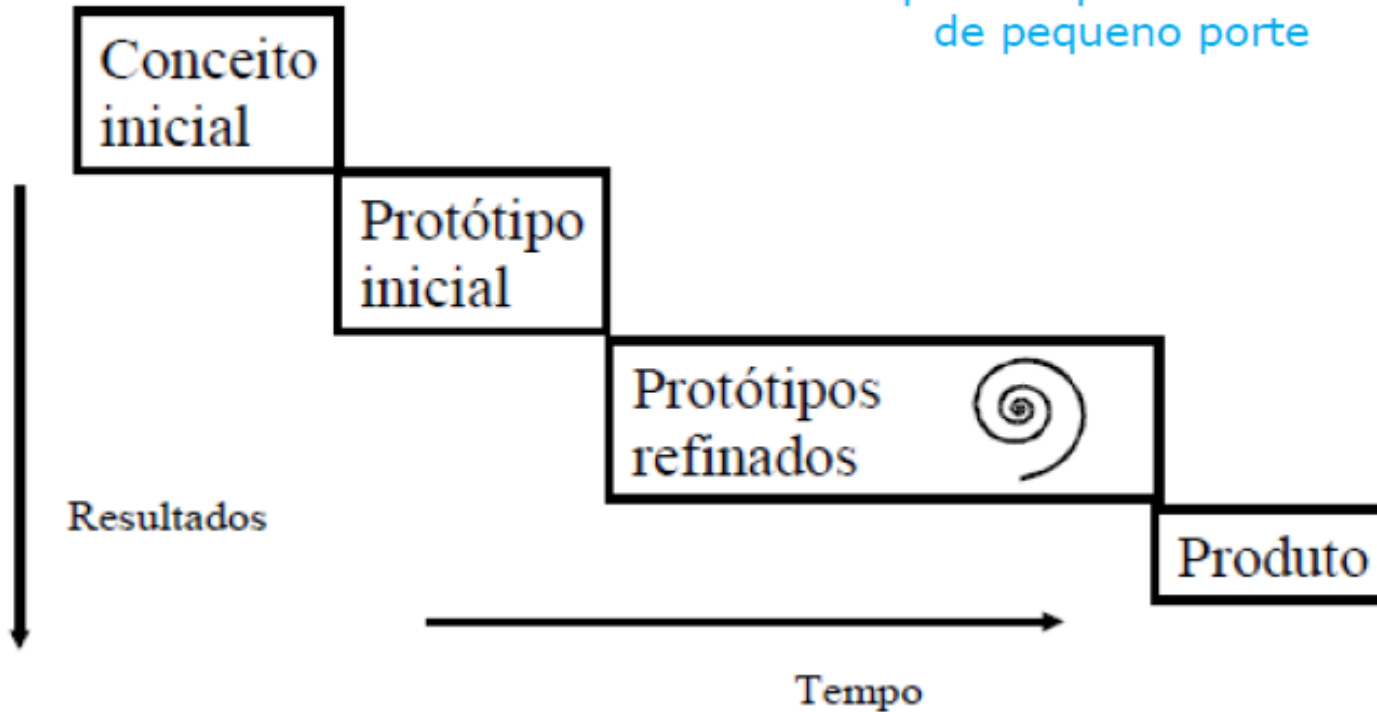 de pequeno porte
Conceito
inicial
Protótipo
inicial
Protótipos
refinados
Resultados
Produto
Tempo